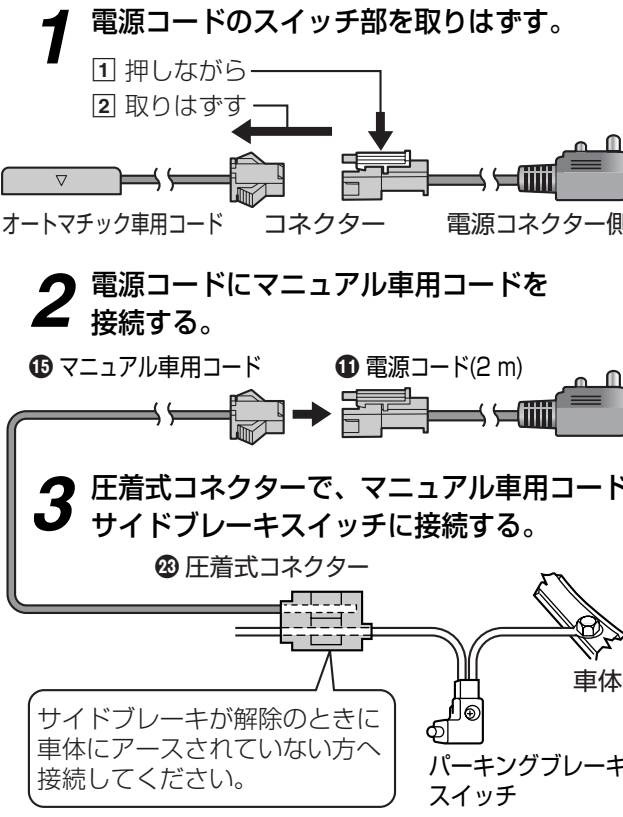 1 電源コードのスイッチ部を取りはずす。
1 押しながら
2 取りはずす
オートマチック車用コード
コネクター
電源コネクター側
2 電源コードにマニュアル車用コードを
接続する。
⓯ マニュアル車用コード
⓫ 電源コード(2 m)
3 圧着式コネクターで、マニュアル車用コード
サイドブレーキスイッチに接続する。
㉓ 圧着式コネクター
車体
サイドブレーキが解除のときに
車体にアースされていない方へ
接続してください。
パーキングブレーキ
スイッチ